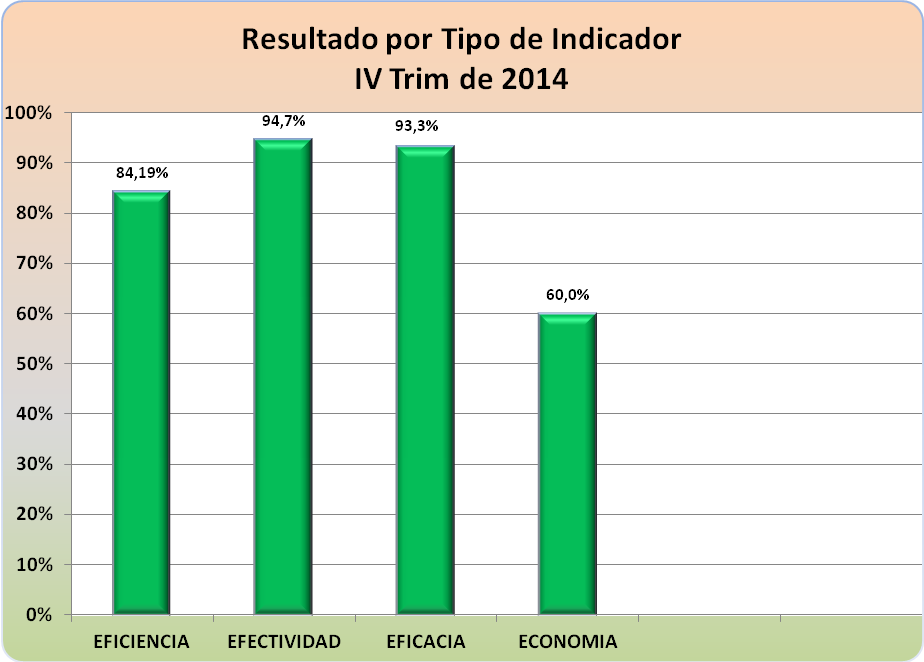 Resultado por Tipo de Indicador
IV Trim de 2014
100%
90%
80%
70%
60%
50%
40%
30%
20%
10%
0%
84,19%
94,7%
93,3%
60,0%
EFICIENCIA
EFECTIVIDAD
EFICACIA
ECONOMIA